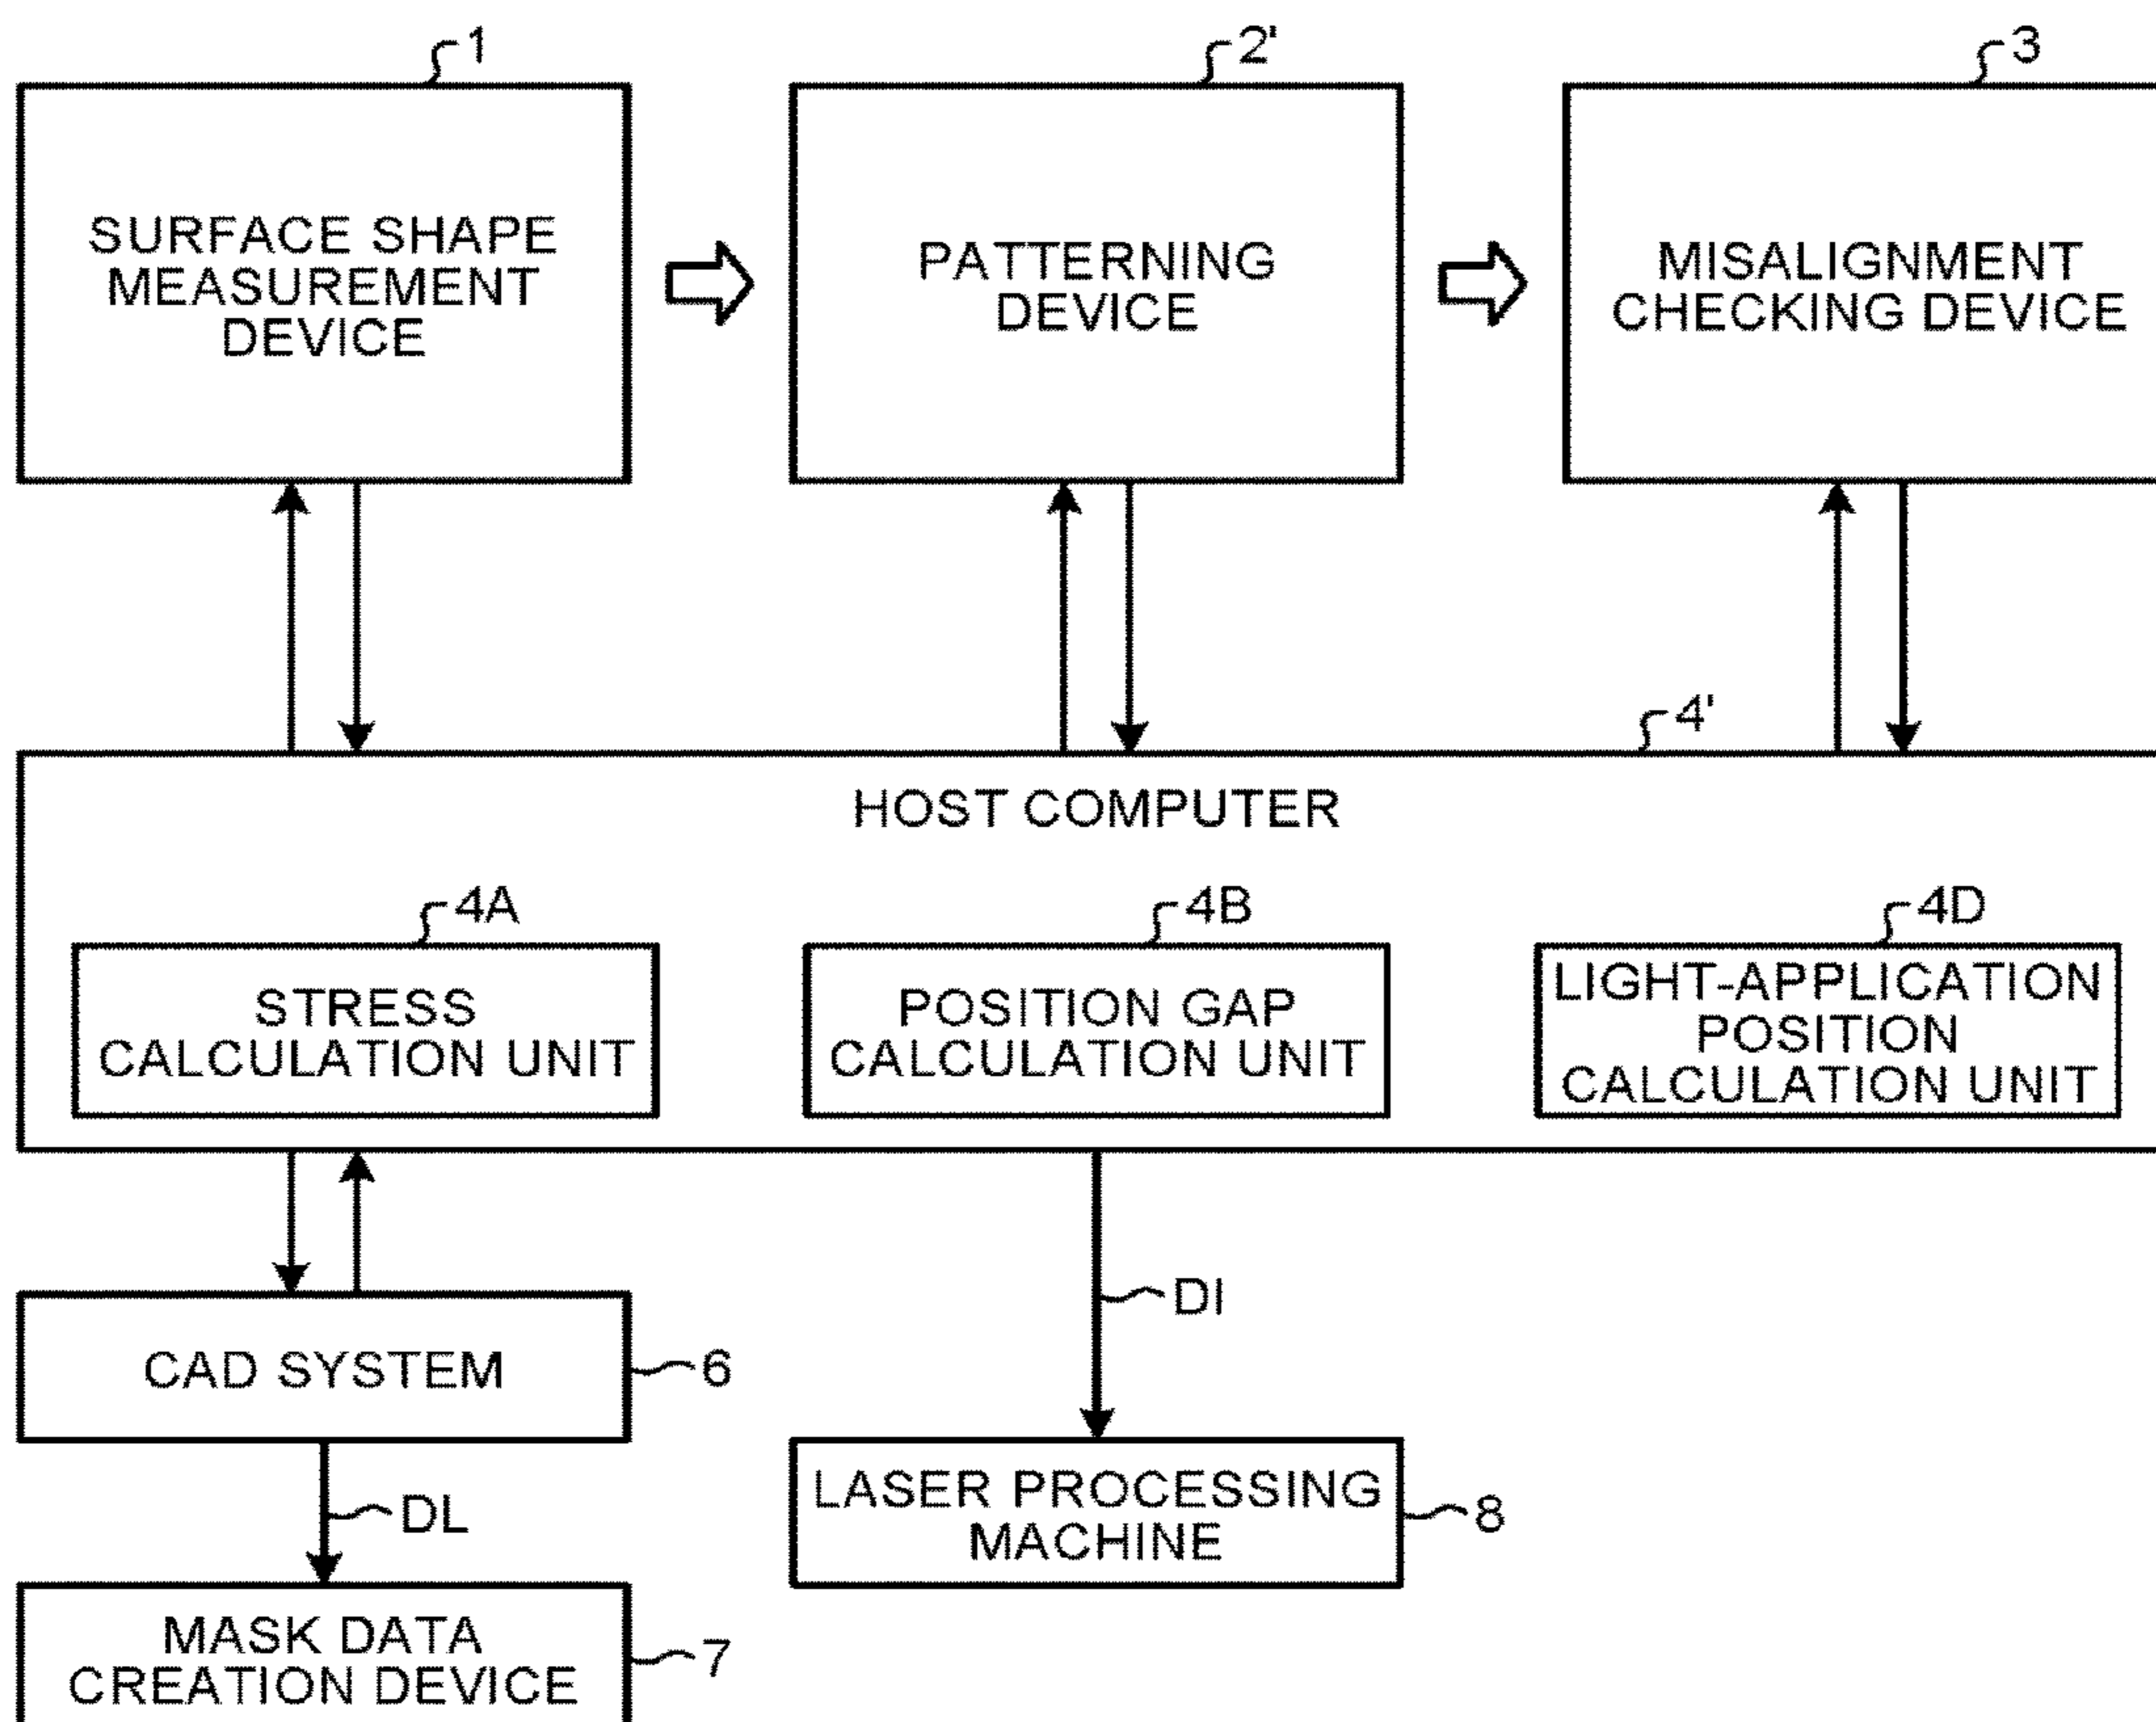 1
2'
3
SURFACE SHAPE
MEASUREMENT
DEVICE
PATTERNING
DEVICE
MISALIGNMENT
CHECKING DEVICE
4'
HOST COMPUTER
4A
4B
4D
STRESS
CALCULATION UNIT
POSITION GAP
CALCULATION UNIT
LIGHT-APPLICATION
POSITION
CALCULATION UNIT
DI
CAD SYSTEM
6
DL
LASER PROCESSING
MACHINE
8
MASK DATA
CREATION DEVICE
7